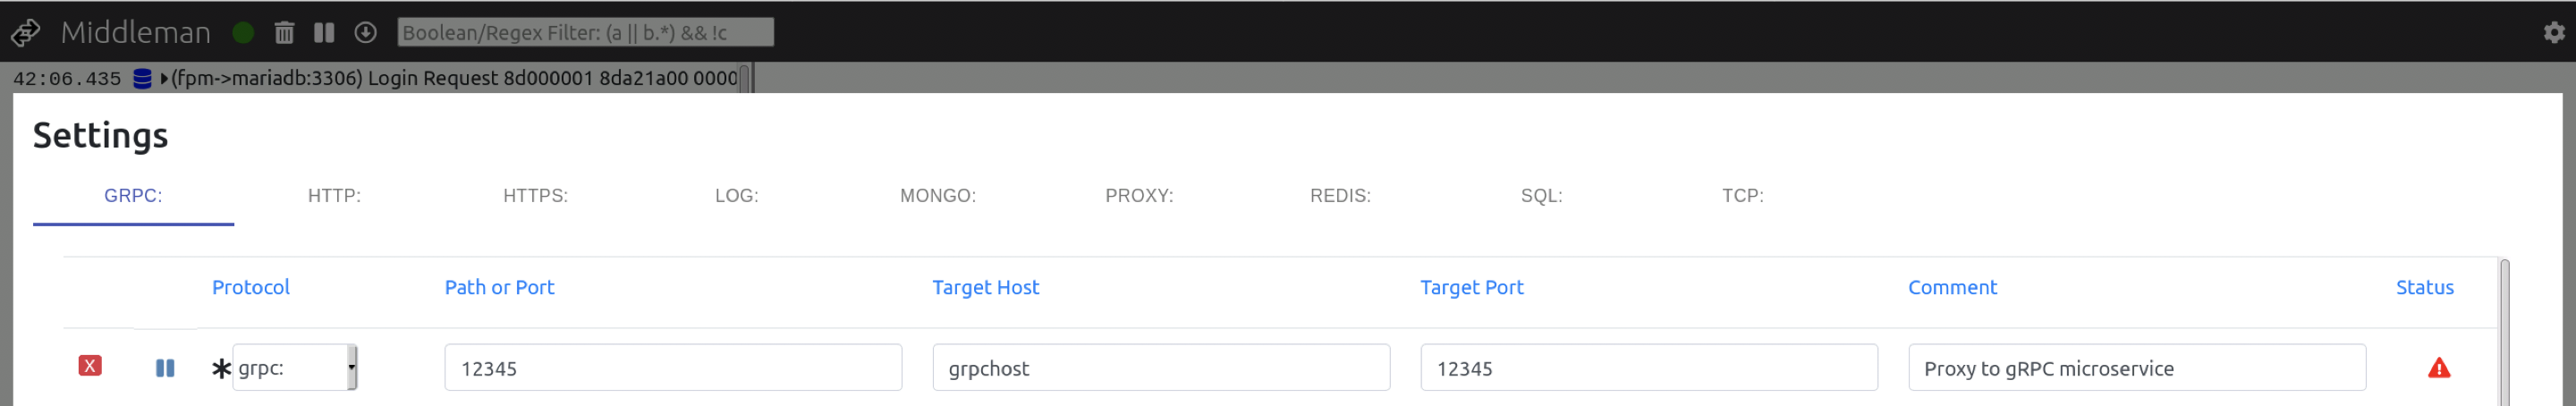 Middleman Boolean/Regex Filter: (a || b.*) && !c
42:06.435 (fpm->mariadb:3306) Login Request 8d000001 8da21a00 0000
Settings
GRPC: HTTP: HTTPS: LOG: MONGO: PROXY: REDIS: SQL: TCP:
Protocol Path or Port Target Host Target Port Comment Status
X * grpc: 12345 grpchost 12345 Proxy to gRPC microservice